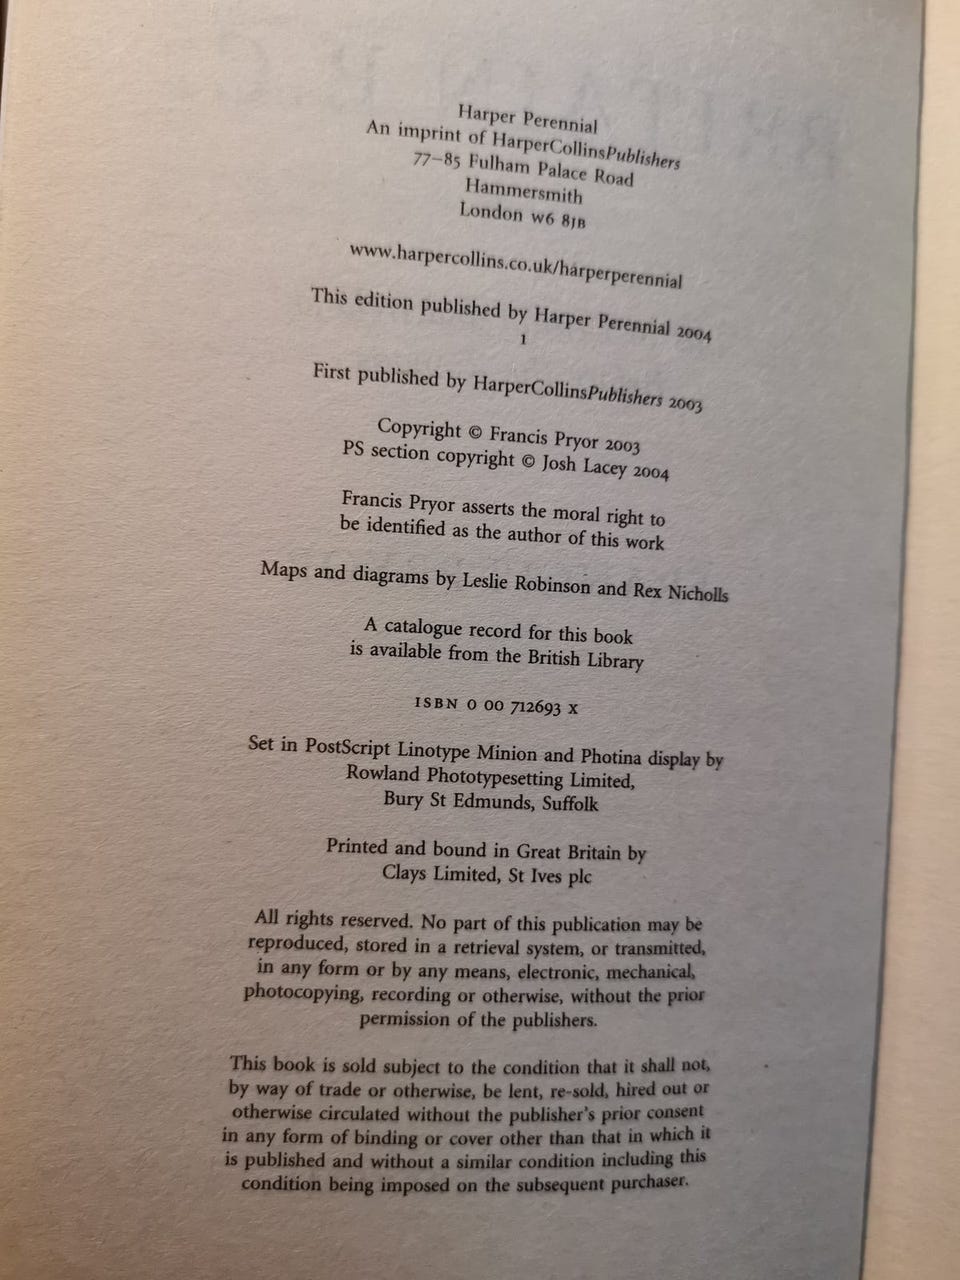 Harper Perennial
An imprint of HarperCollinsPublishers
77–85 Fulham Palace Road
Hammersmith
London W6 8JB
www.harpercollins.co.uk/harperperennial
This edition published by Harper Perennial 2004
1
First published by HarperCollinsPublishers 2003
Copyright © Francis Pryor 2003
PS section copyright © Josh Lacey 2004
Francis Pryor asserts the moral right to
be identified as the author of this work
Maps and diagrams by Leslie Robinson and Rex Nicholls
A catalogue record for this book
is available from the British Library
ISBN 0 00 712693 X
Set in PostScript Linotype Minion and Photina display by
Rowland Phototypesetting Limited,
Bury St Edmunds, Suffolk
Printed and bound in Great Britain by
Clays Limited, St Ives plc
All rights reserved. No part of this publication may be
reproduced, stored in a retrieval system, or transmitted,
in any form or by any means, electronic, mechanical,
photocopying, recording or otherwise, without the prior
permission of the publishers.
This book is sold subject to the condition that it shall not,
by way of trade or otherwise, be lent, re-sold, hired out or
otherwise circulated without the publisher's prior consent
in any form of binding or cover other than that in which it
is published and without a similar condition including this
condition being imposed on the subsequent purchaser.